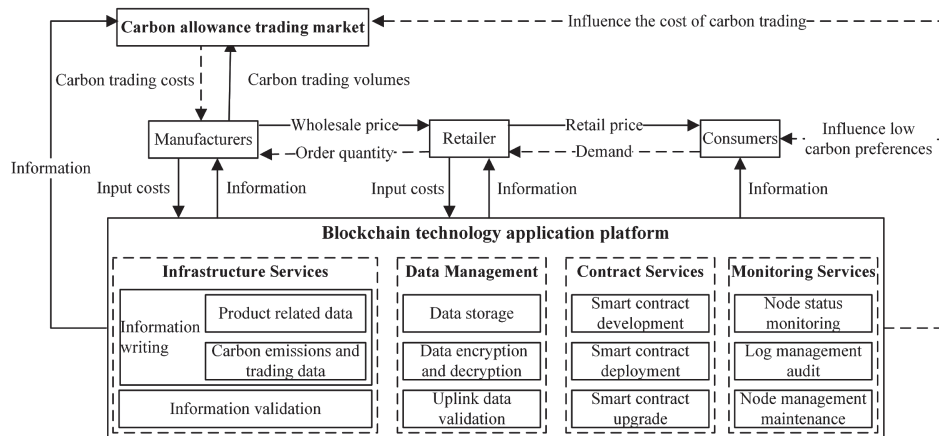 Carbon allowance trading market
Influence the cost of carbon trading
Carbon trading costs
Carbon trading volumes
Manufacturers
Wholesale price
Retailer
Retail price
Consumers
Order quantity
Demand
Influence low
carbon preferences
Information
Input costs
Information
Input costs
Information
Information
Blockchain technology application platform
Infrastructure Services
Information
writing
Product related data
Carbon emissions and
trading data
Information validation
Data Management
Data storage
Data encryption
and decryption
Uplink data
validation
Contract Services
Smart contract
development
Smart contract
deployment
Smart contract
upgrade
Monitoring Services
Node status
monitoring
Log management
audit
Node management
maintenance